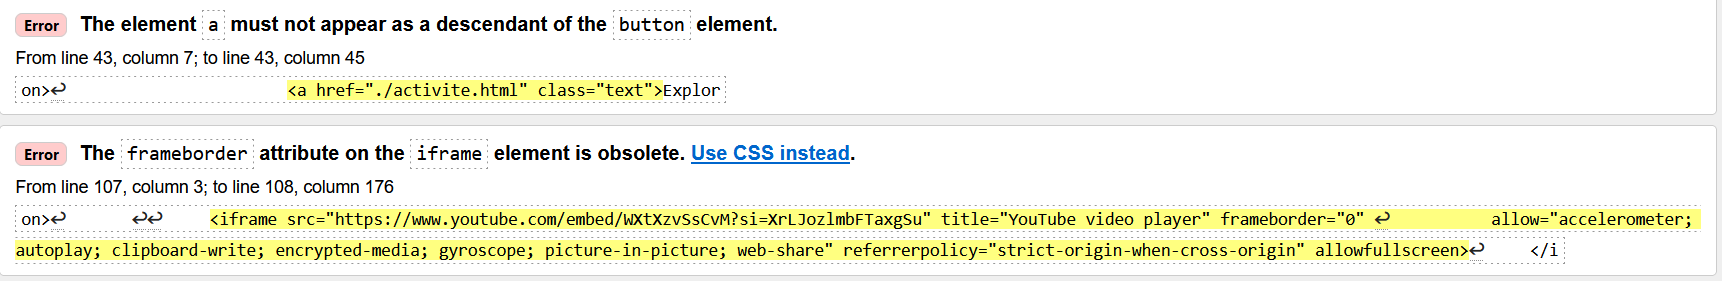 Error The element a must not appear as a descendant of the button element.
From line 43, column 7; to line 43, column 45
on>↩ <a href="./activite.html" class="text">Explor
Error The frameborder attribute on the iframe element is obsolete. Use CSS instead.
From line 107, column 3; to line 108, column 176
on>↩ ↩↩ <iframe src="https://www.youtube.com/embed/WXtXzvSsCvM?si=XrLJozlmbFTaxgSu" title="YouTube video player" frameborder="0" ↩ allow="accelerometer;
autoplay; clipboard-write; encrypted-media; gyroscope; picture-in-picture; web-share" referrerpolicy="strict-origin-when-cross-origin" allowfullscreen>↩ </i